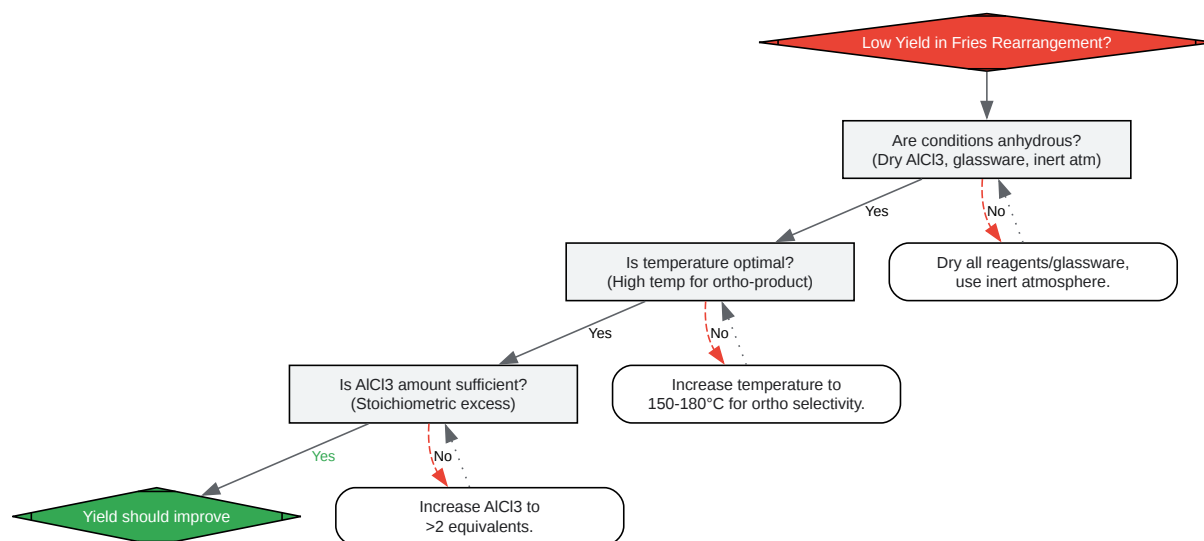 Low Yield in Fries Rearrangement?
Are conditions anhydrous?
(Dry AlCl3, glassware, inert atm)
Yes
No
Is temperature optimal?
(High temp for ortho-product)
Dry all reagents/glassware,
use inert atmosphere.
Yes
No
Is AlCl3 amount sufficient?
(Stoichiometric excess)
Increase temperature to
150-180°C for ortho selectivity.
Yes
No
Yield should improve
Increase AlCl3 to
>2 equivalents.